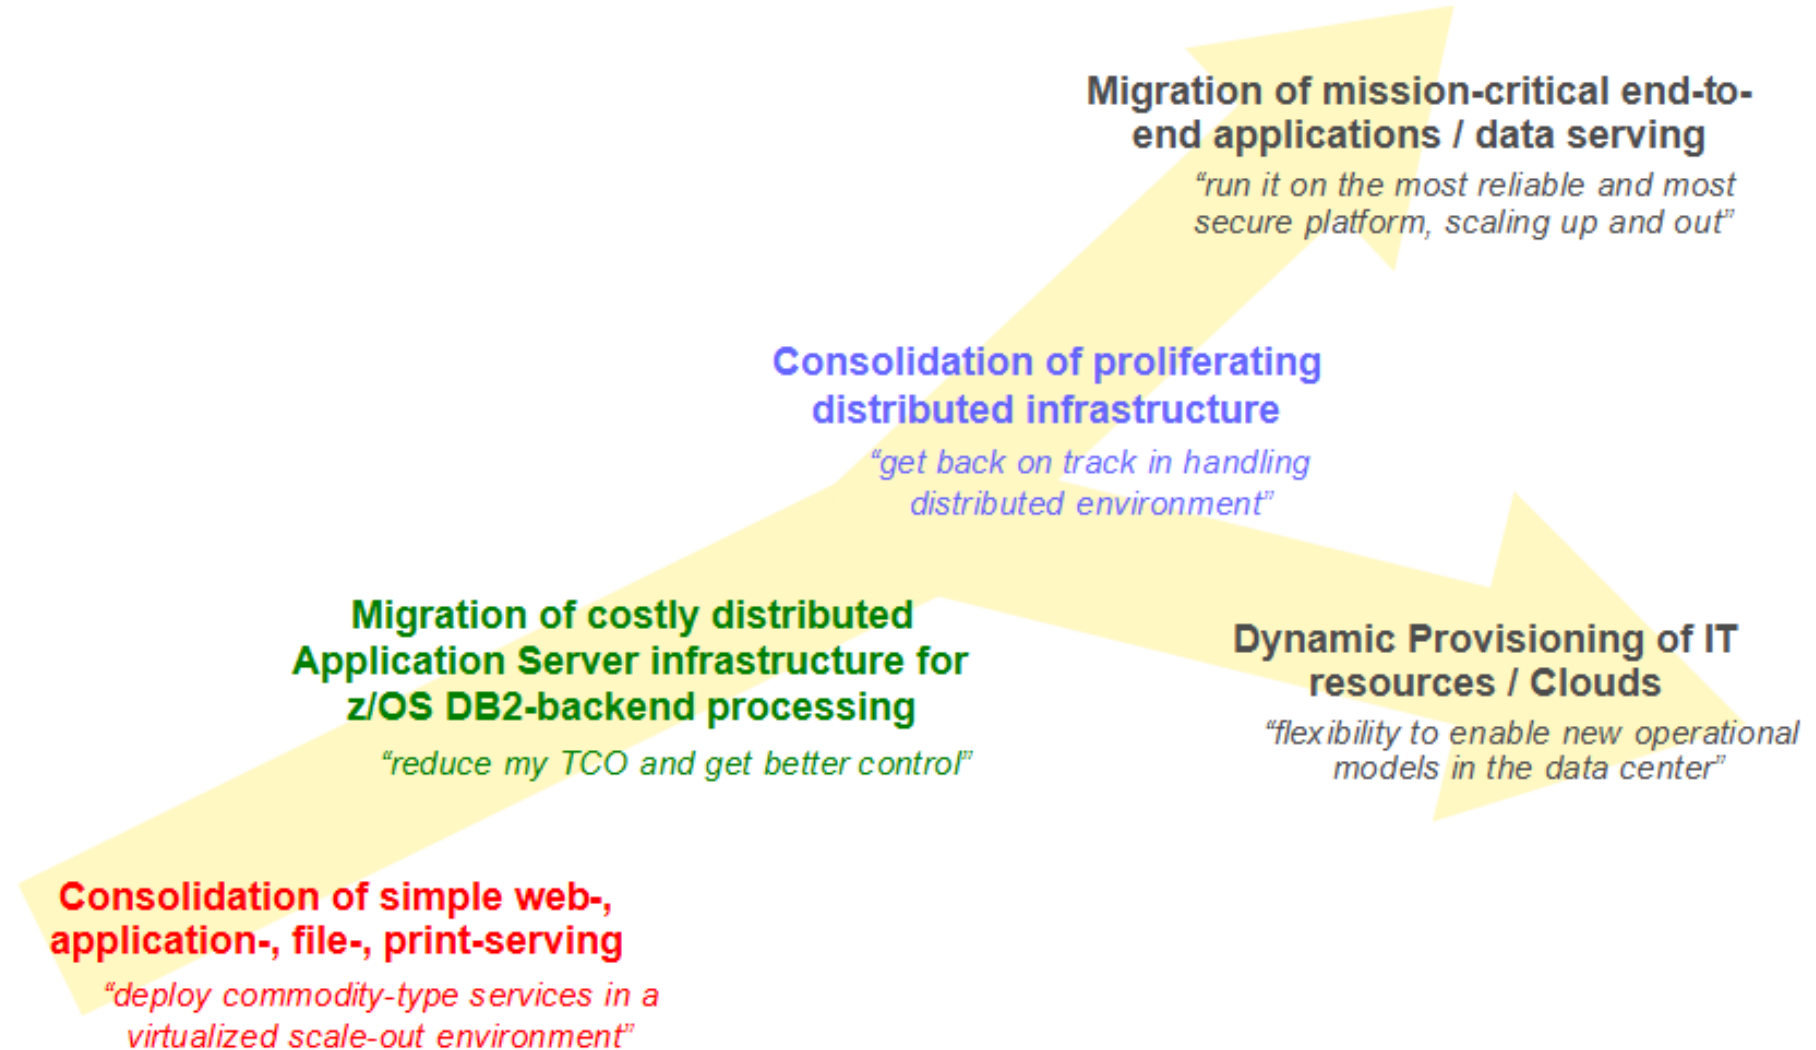 Migration of mission-critical end-to-
end applications / data serving
“run it on the most reliable and most
secure platform, scaling up and out”
Consolidation of proliferating
distributed infrastructure
“get back on track in handling
distributed environment”
Migration of costly distributed
Application Server infrastructure for
z/OS DB2-backend processing
“reduce my TCO and get better control”
Dynamic Provisioning of IT
resources / Clouds
“flexibility to enable new operational
models in the data center”
Consolidation of simple web-,
application-, file-, print-serving
“deploy commodity-type services in a
virtualized scale-out environment”